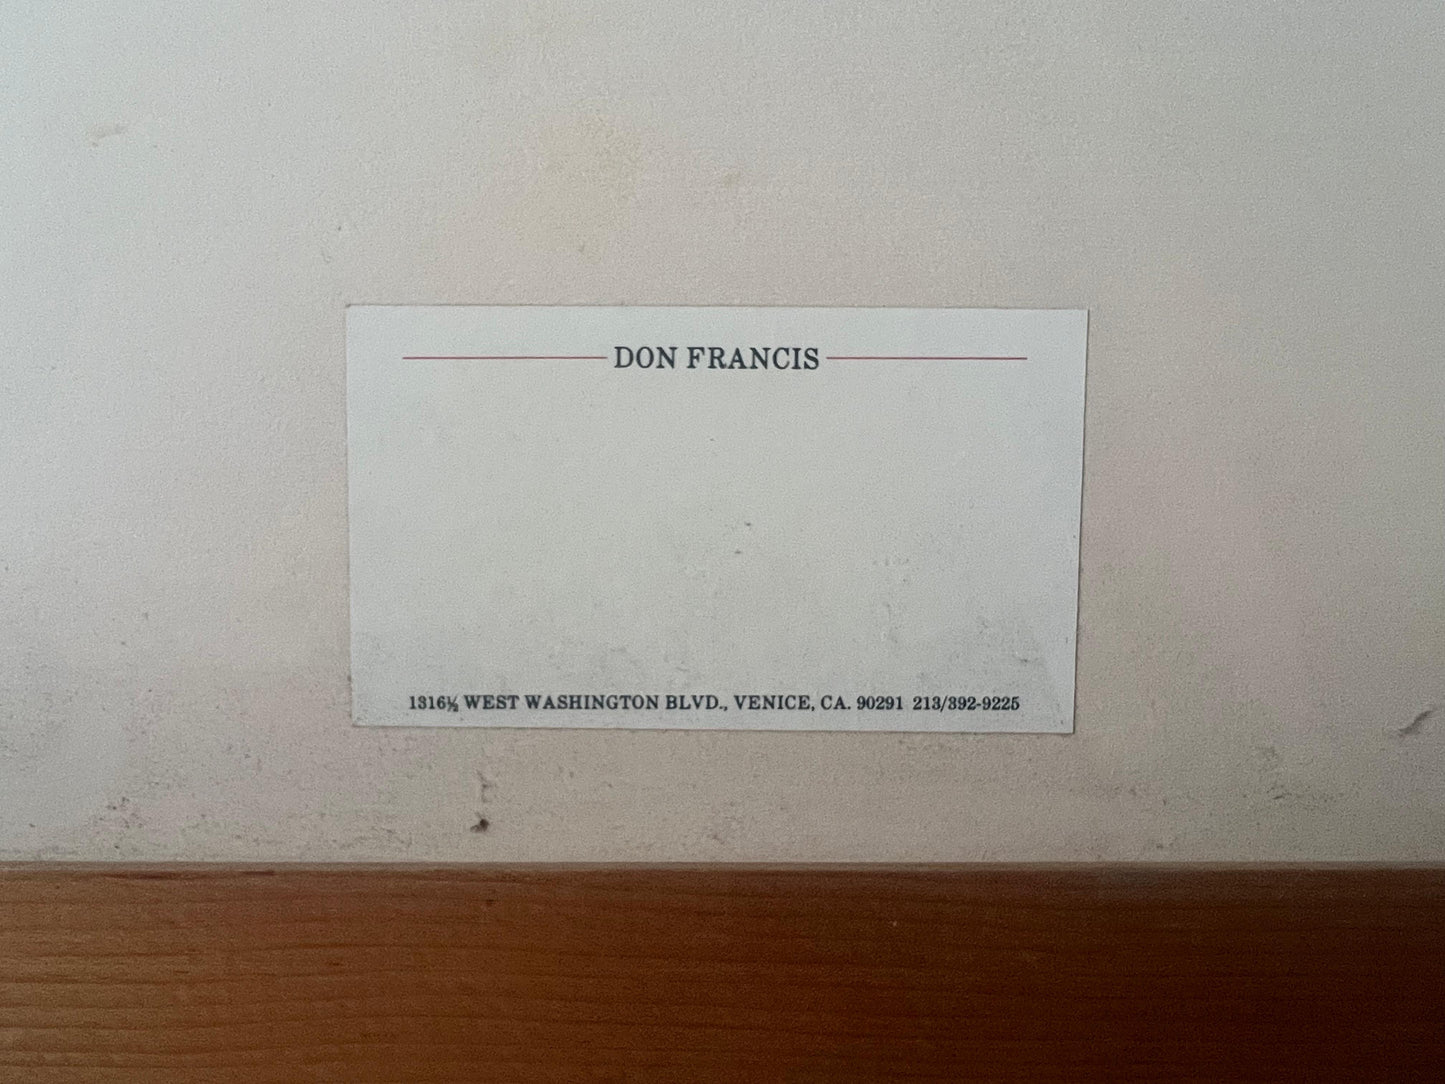 DON FRANCIS
1316½ WEST WASHINGTON BLVD., VENICE, CA. 90291 213/392-9225